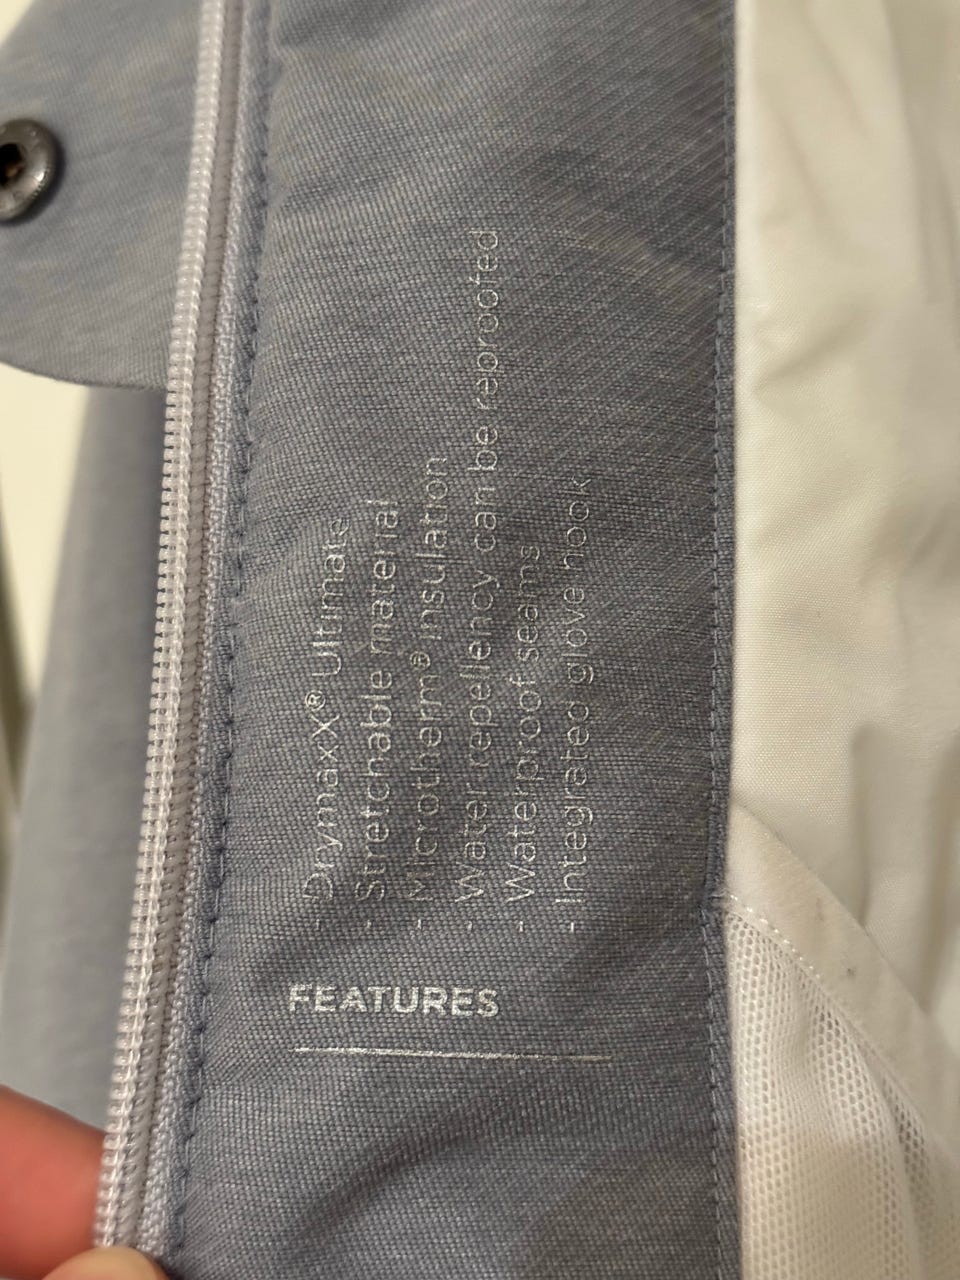 FEATURES
- DrymaxX® Ultimate
- Stretchable material
- Microtherm® insulation
- Water-repellency can be reproofed
- Waterproof seams
- Integrated glove hook